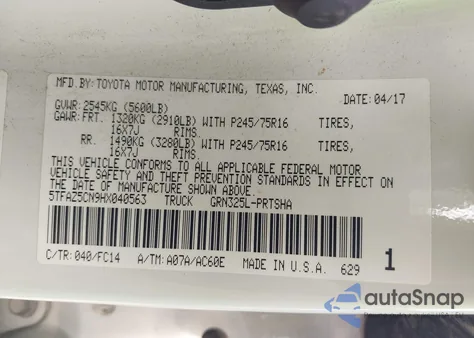 MFD.BY:TOYOTA MOTOR MANUFACTURING, TEXAS, INC.
DATE:04/17
GVWR:2545KG (5600LB)
GAWR:FRT. 1320KG (2910LB) WITH P245/75R16 TIRES,
16X7J RIMS.
RR. 1490KG (3280LB) WITH P245/75R16 TIRES,
16X7J RIMS.
THIS VEHICLE CONFORMS TO ALL APPLICABLE FEDERAL MOTOR
VEHICLE SAFETY AND THEFT PREVENTION STANDARDS IN EFFECT ON
THE DATE OF MANUFACTURE SHOWN ABOVE.
5TFAZ5CN9HX040563 TRUCK GRN325L-PRTSHA
C/TR:040/FC14 A/TM:A07A/AC60E MADE IN U.S.A. 629
1
autoSnap